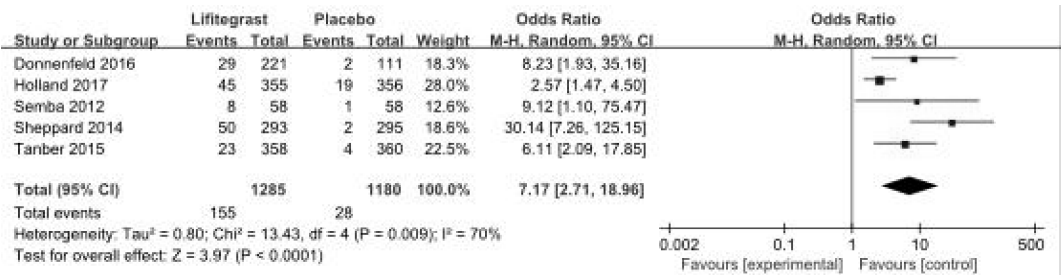 Lifitegrast Placebo Odds Ratio Odds Ratio
Study or Subgroup Events Total Events Total Weight M-H, Random, 95% CI M-H, Random, 95% CI
Donnenfeld 2016 29 221 2 111 18.3% 8.23 [1.93, 35.16]
Holland 2017 45 355 19 356 28.0% 2.57 [1.47, 4.50]
Semba 2012 8 58 1 58 12.6% 9.12 [1.10, 75.47]
Sheppard 2014 50 293 2 295 18.6% 30.14 [7.26, 125.15]
Tanber 2015 23 358 4 360 22.5% 6.11 [2.09, 17.85]
Total (95% CI) 1285 1180 100.0% 7.17 [2.71, 18.96]
Total events 155 28
Heterogeneity: Tau² = 0.80; Chi² = 13.43, df = 4 (P = 0.009); I² = 70%
Test for overall effect: Z = 3.97 (P < 0.0001)
0.002 0.1 1 10 500
Favours [experimental] Favours [control]